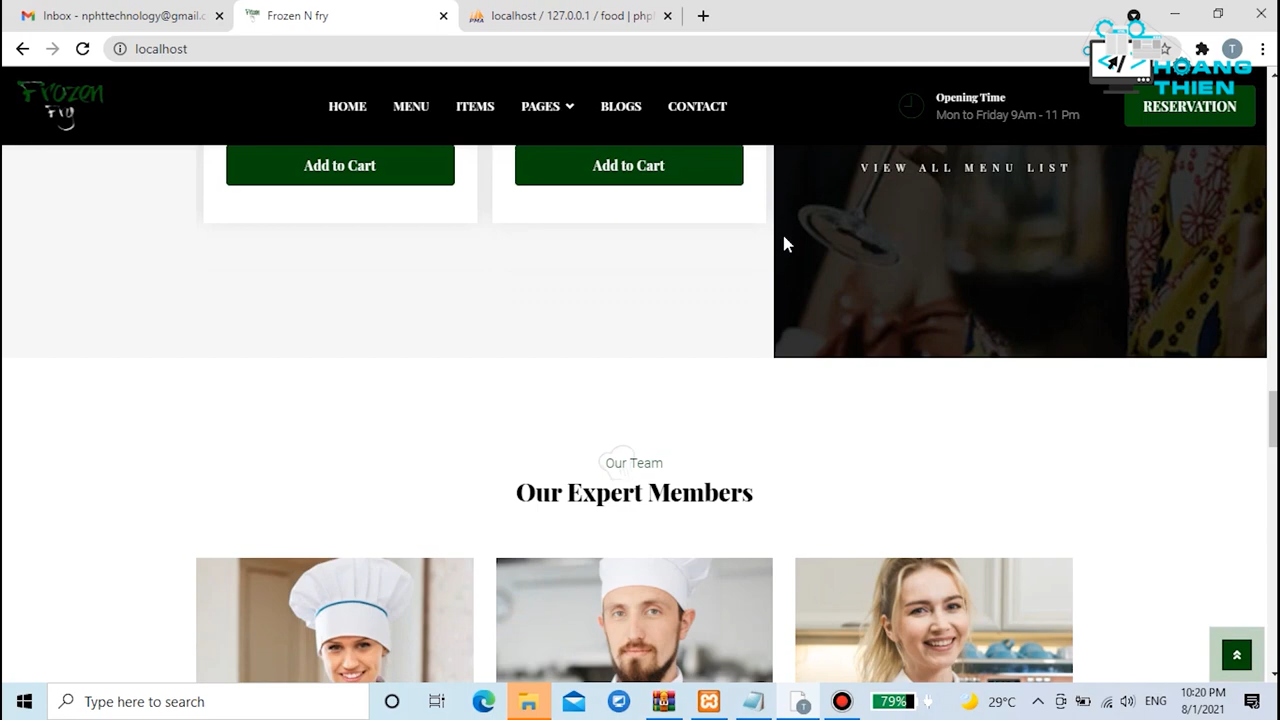 Inbox - nphttechnology@gmail.c
Frozen N fry
localhost / 127.0.0.1 / food | php
localhost
T
HOANG
THIEN
Frozen
Fry
HOME
MENU
ITEMS
PAGES
BLOGS
CONTACT
Opening Time
Mon to Friday 9Am - 11 Pm
RESERVATION
Add to Cart
Add to Cart
VIEW ALL MENU LIST
Our Team
Our Expert Members
Type here to search
79%
29°C
ENG
10:20 PM
8/1/2021